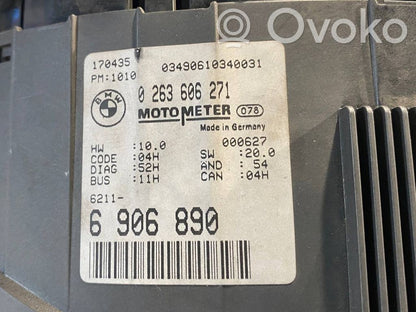 Ovoko
170435 03490610340031
PM:1010
BMW
0 263 606 271
MOTOMETER 078
Made in Germany
000627
HW :10.0 SW :20.0
CODE :04H AND : 54
DIAG :52H CAN :04H
BUS :11H
6211-
6 906 890